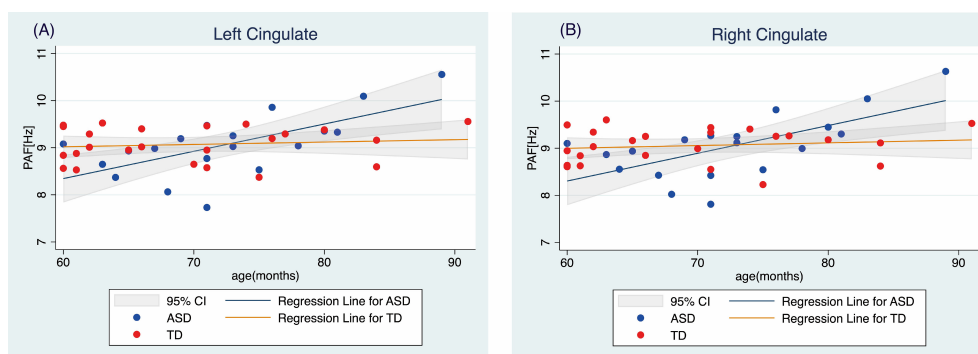 (A)
Left Cingulate
11
10
9
8
7
PAF[Hz]
60 70 80 90
age(months)
95% CI Regression Line for ASD
ASD Regression Line for TD
TD
(B)
Right Cingulate
11
10
9
8
7
PAF[Hz]
60 70 80 90
age(months)
95% CI Regression Line for ASD
ASD Regression Line for TD
TD